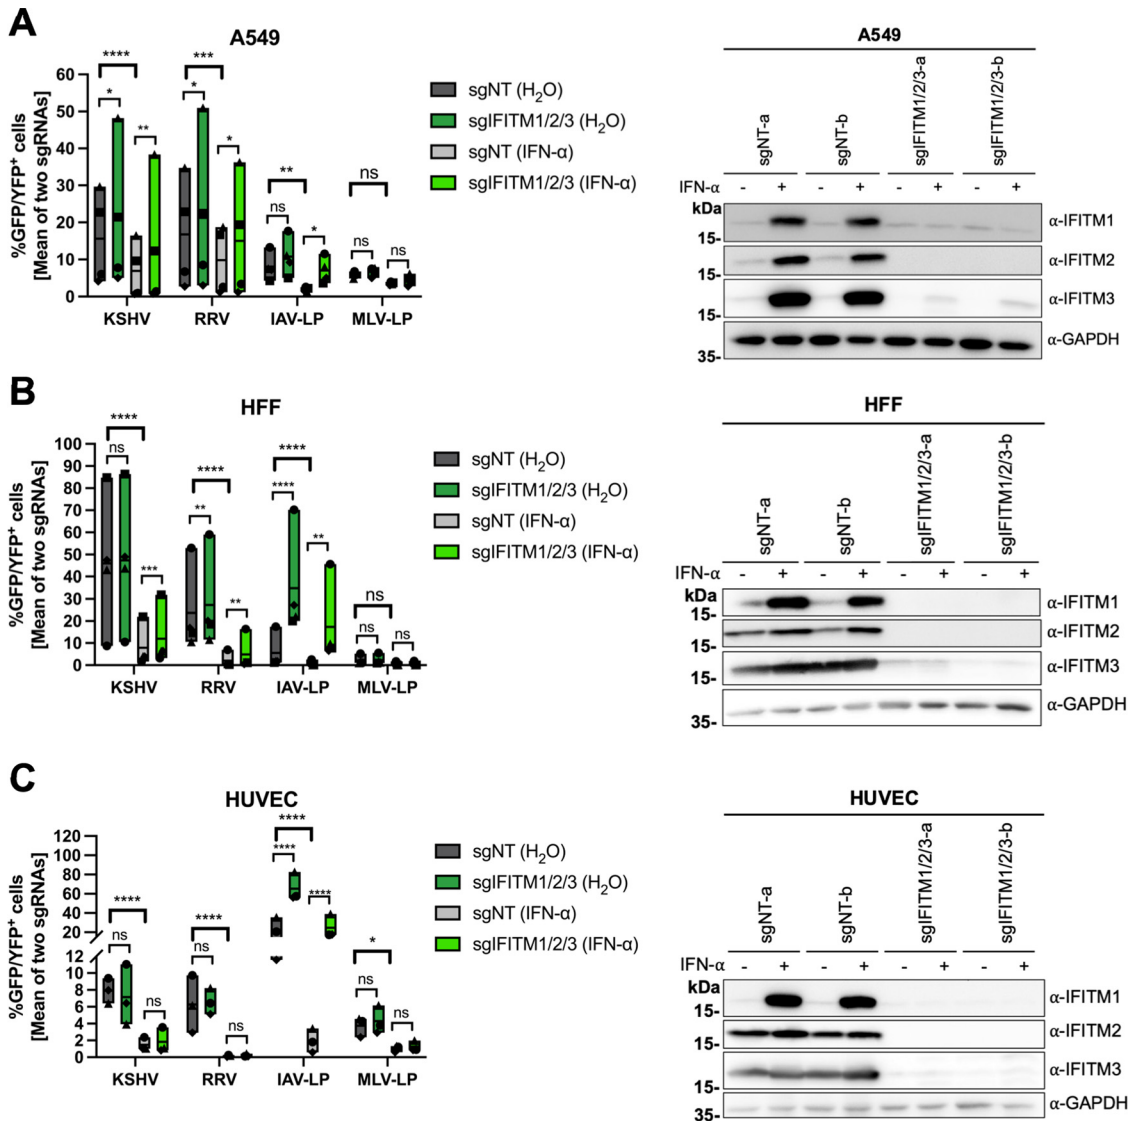 A
A549
%GFP/YFP+ cells
[Mean of two sgRNAs]
60
50
40
30
20
10
0
****
*
**
***
*
*
**
ns
*
ns
ns
ns
KSHV
RRV
IAV-LP
MLV-LP
sgNT (H2O)
sgIFITM1/2/3 (H2O)
sgNT (IFN-α)
sgIFITM1/2/3 (IFN-α)
A549
sgNT-a
sgNT-b
sgIFITM1/2/3-a
sgIFITM1/2/3-b
IFN-α - + - + - + - +
kDa
15-
α-IFITM1
15-
α-IFITM2
15-
α-IFITM3
35-
α-GAPDH
B
HFF
%GFP/YFP+ cells
[Mean of two sgRNAs]
100
90
80
70
60
50
40
30
20
10
0
****
ns
***
****
**
**
****
****
**
ns
ns
ns
KSHV
RRV
IAV-LP
MLV-LP
sgNT (H2O)
sgIFITM1/2/3 (H2O)
sgNT (IFN-α)
sgIFITM1/2/3 (IFN-α)
HFF
sgNT-a
sgNT-b
sgIFITM1/2/3-a
sgIFITM1/2/3-b
IFN-α - + - + - + - +
kDa
15-
α-IFITM1
α-IFITM2
15-
α-IFITM3
35-
α-GAPDH
C
HUVEC
%GFP/YFP+ cells
[Mean of two sgRNAs]
120
100
80
60
40
20
12
10
8
6
4
2
0
****
ns
ns
****
ns
ns
****
****
****
*
ns
ns
KSHV
RRV
IAV-LP
MLV-LP
sgNT (H2O)
sgIFITM1/2/3 (H2O)
sgNT (IFN-α)
sgIFITM1/2/3 (IFN-α)
HUVEC
sgNT-a
sgNT-b
sgIFITM1/2/3-a
sgIFITM1/2/3-b
IFN-α - + - + - + - +
kDa
15-
α-IFITM1
15-
α-IFITM2
15-
α-IFITM3
35-
α-GAPDH